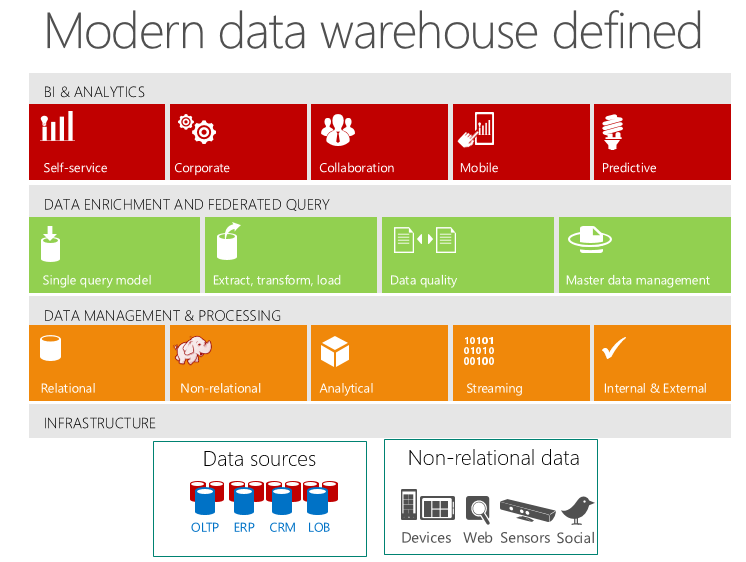 Modern data warehouse defined
BI & ANALYTICS
Self-service
Corporate
Collaboration
Mobile
Predictive
DATA ENRICHMENT AND FEDERATED QUERY
Single query model
Extract, transform, load
Data quality
Master data management
DATA MANAGEMENT & PROCESSING
10101
01010
00100
Relational
Non-relational
Analytical
Streaming
Internal & External
INFRASTRUCTURE
Data sources
OLTP ERP CRM LOB
Non-relational data
Devices Web Sensors Social